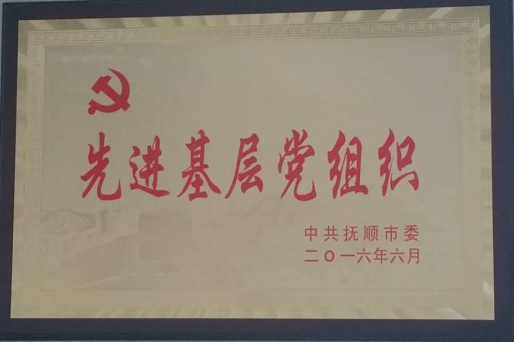 先进基层党组织
中共抚顺市委
二O一六年六月